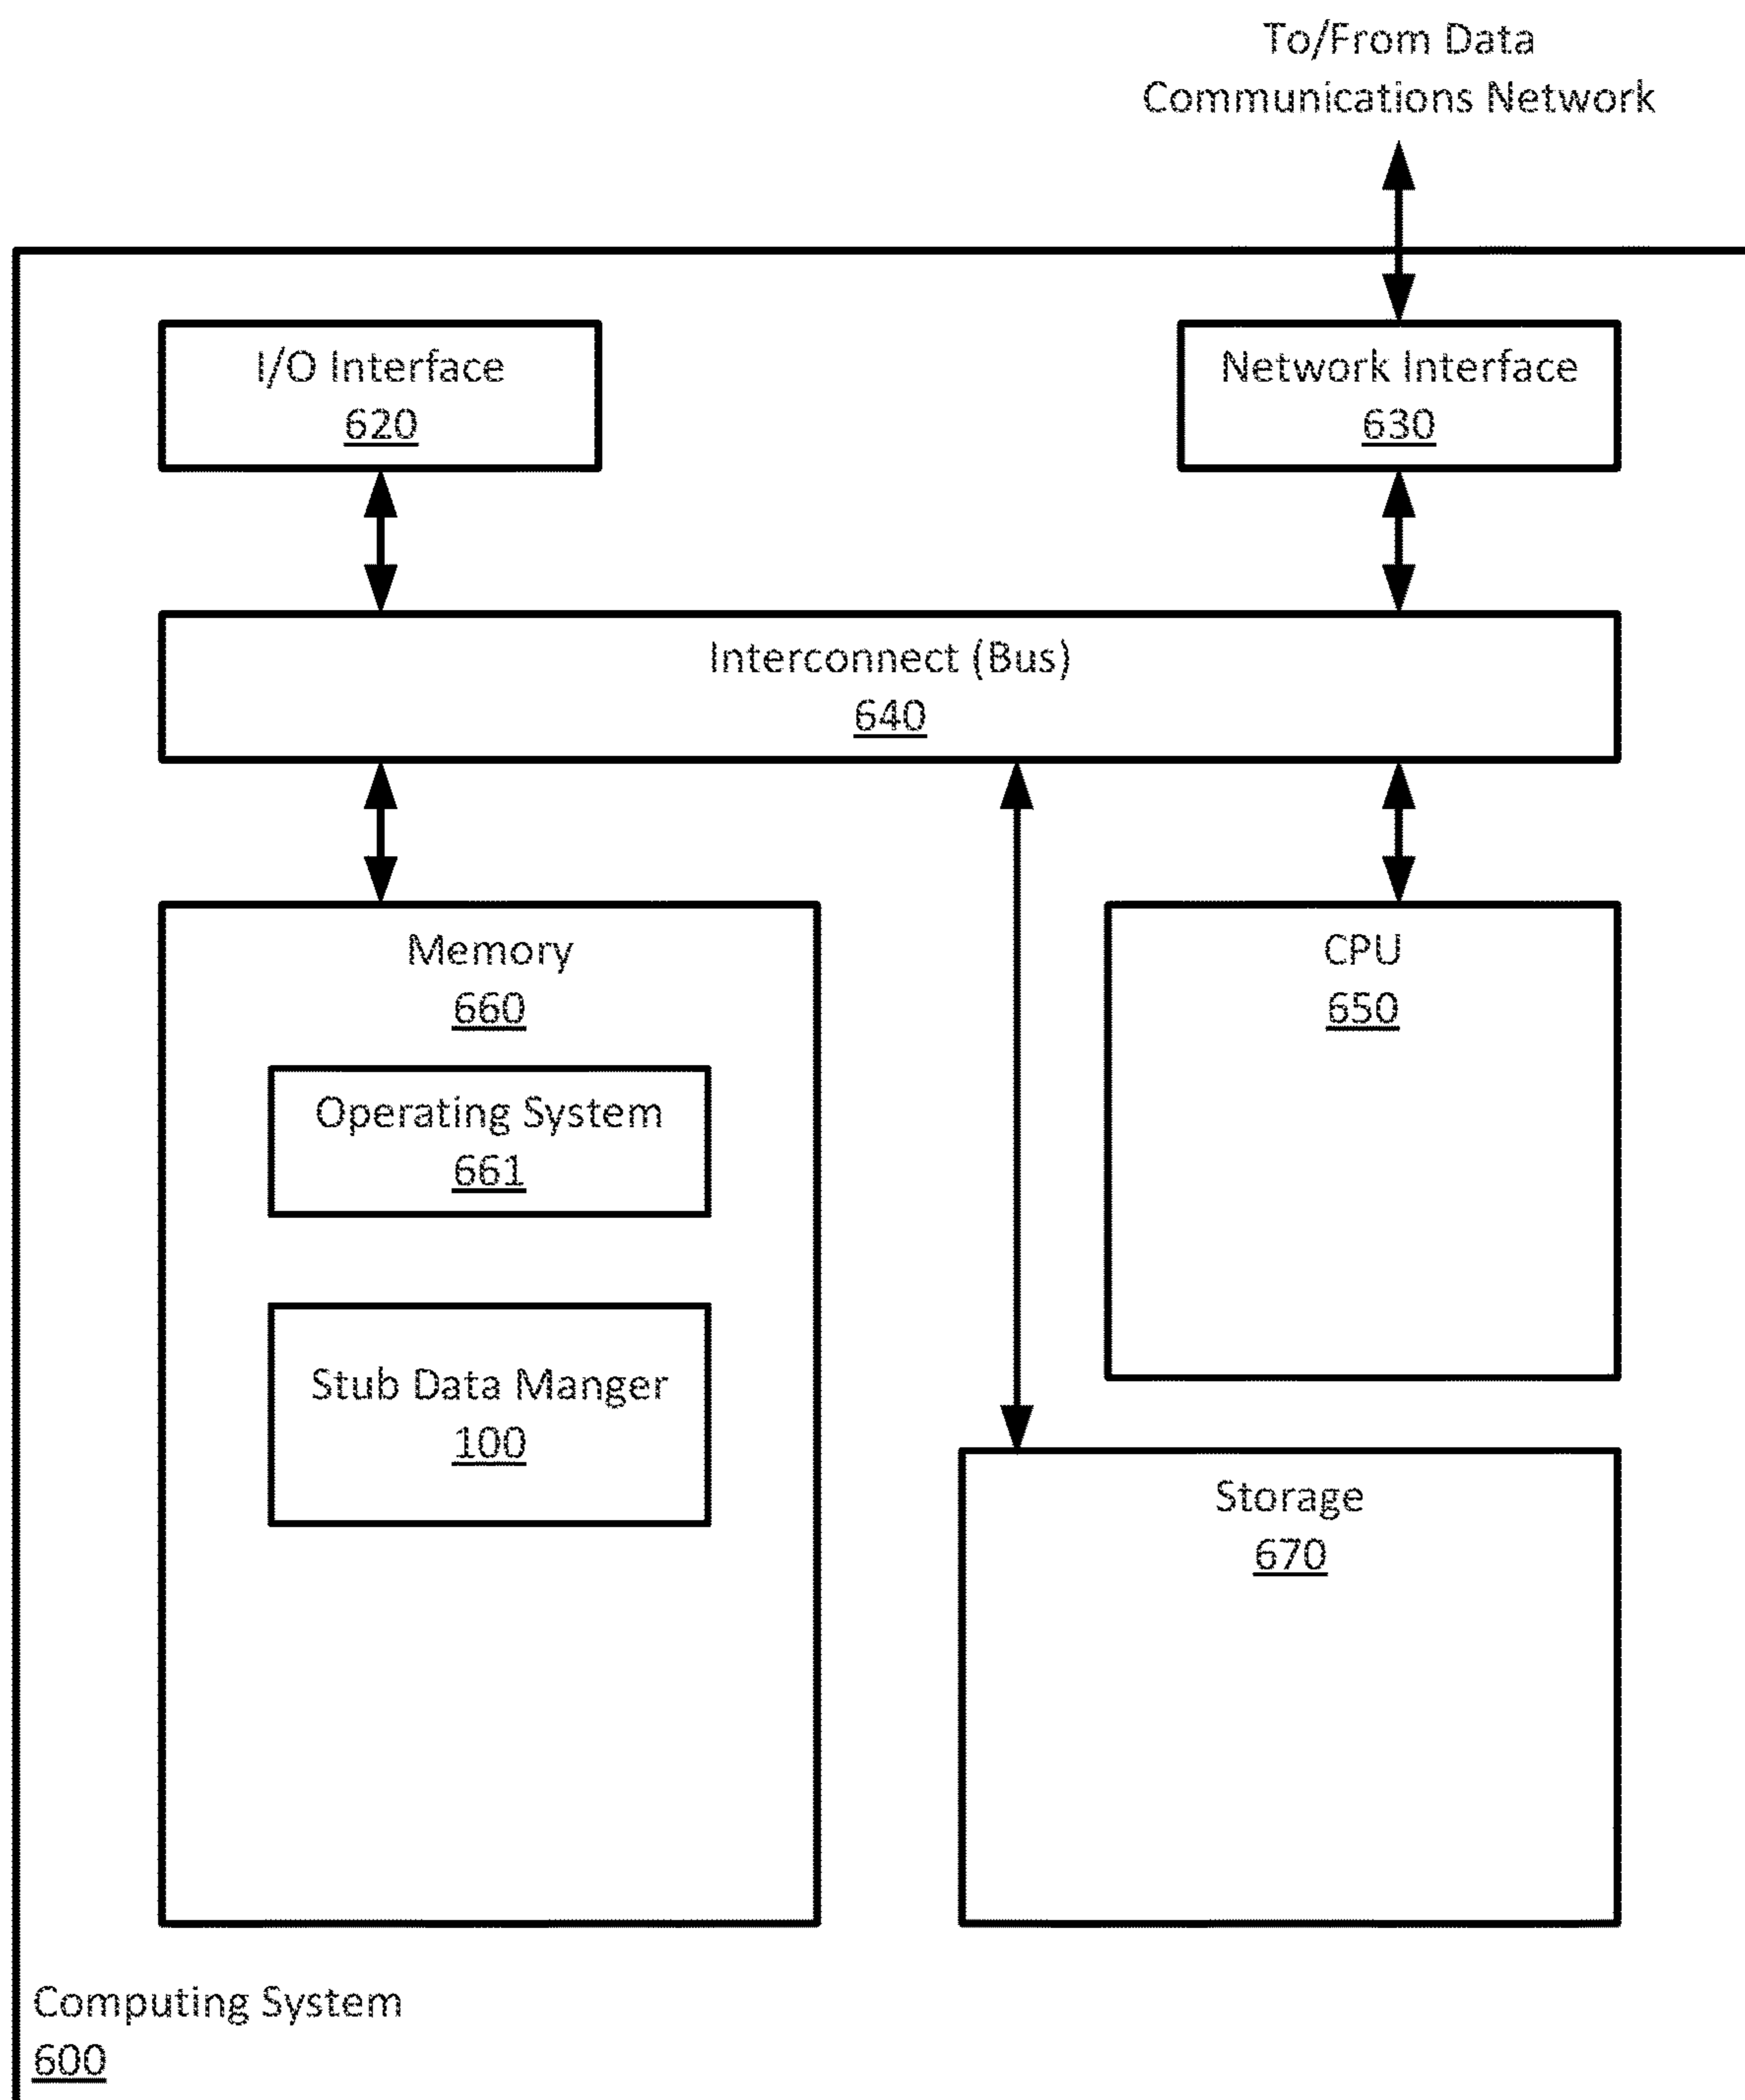 To/From Data
Communications Network
I/O Interface
620
Network Interface
630
Interconnect (Bus)
640
Memory
660
CPU
650
Operating System
661
Stub Data Manger
100
Storage
670
Computing System
600